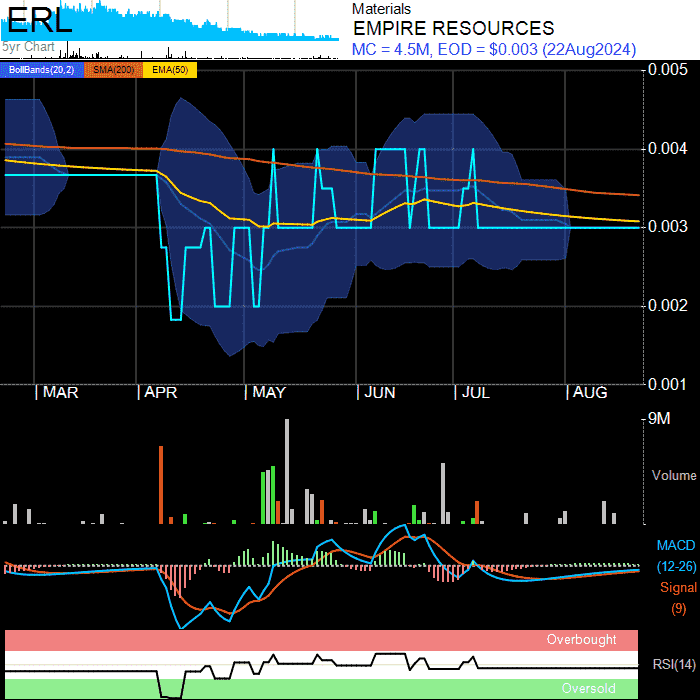 ERL
5yr Chart
Materials
EMPIRE RESOURCES
MC = 4.5M, EOD = $0.003 (22Aug2024)
BollBands(20,2) SMA(200) EMA(50)
0.005
0.004
0.003
0.002
0.001
MAR APR MAY JUN JUL AUG
9M
Volume
MACD
(12-26)
Signal
(9)
Overbought
RSI(14)
Oversold